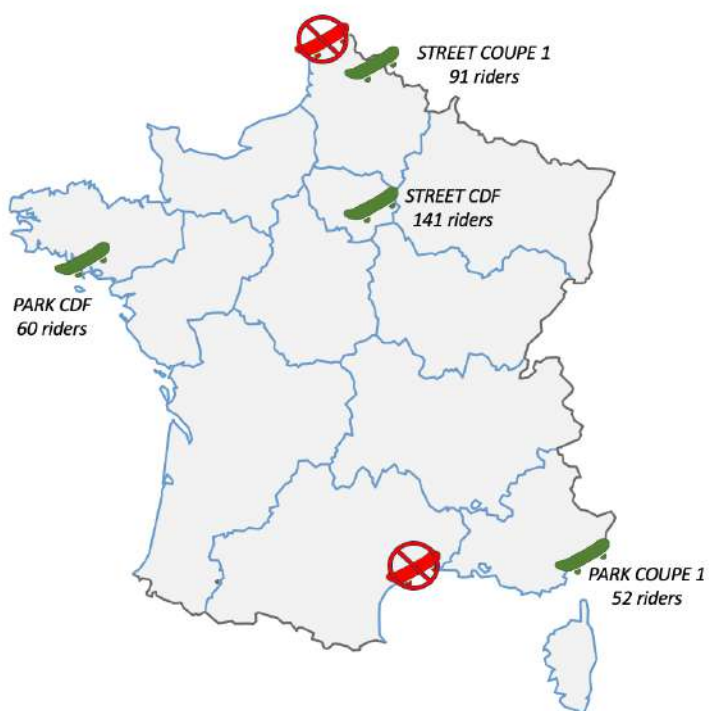 STREET COUPE 1
91 riders
STREET CDF
141 riders
PARK CDF
60 riders
PARK COUPE 1
52 riders